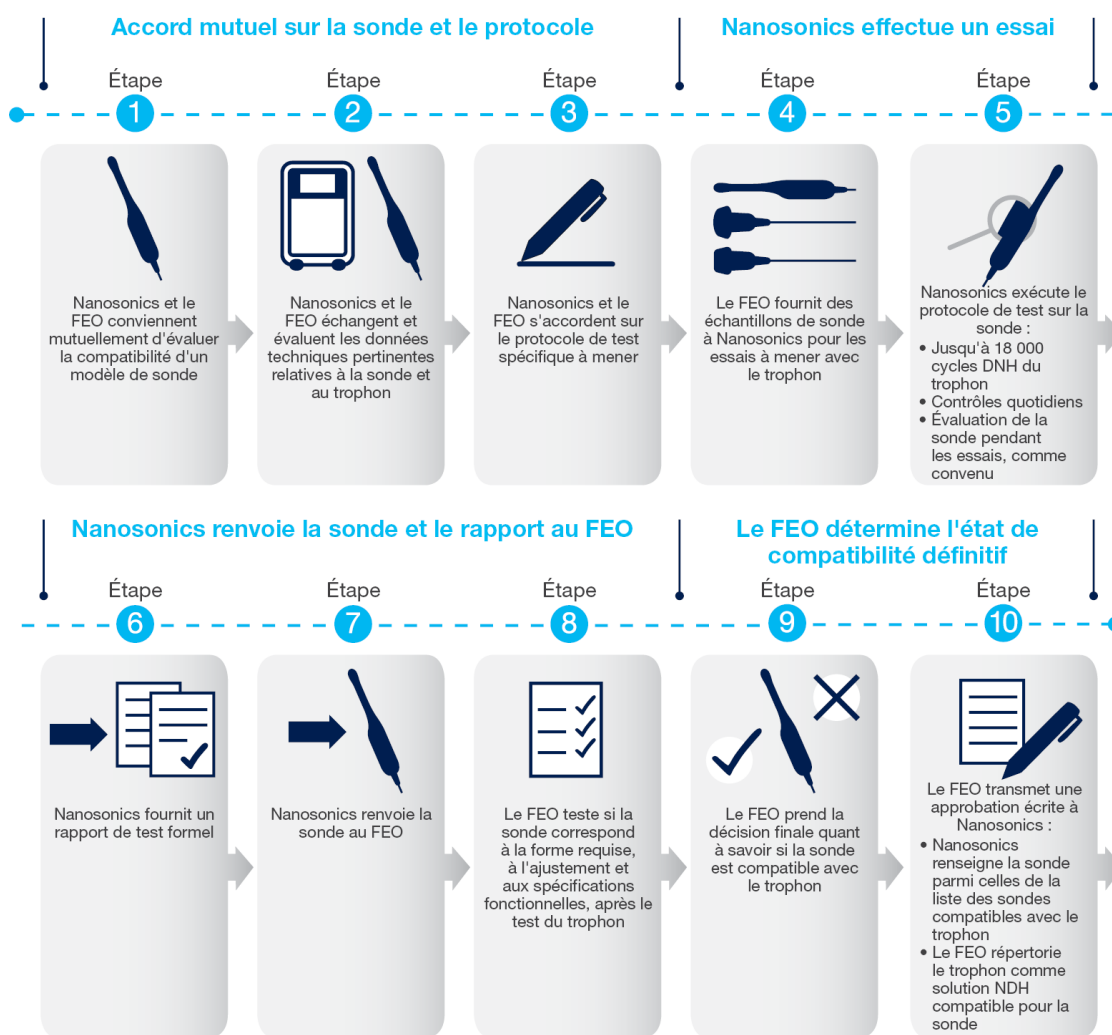 Accord mutuel sur la sonde et le protocole
Nanosonics effectue un essai
Étape
1
Étape
2
Étape
3
Étape
4
Étape
5
Nanosonics et le
FEO conviennent
mutuellement d'évaluer
la compatibilité d'un
modèle de sonde
Nanosonics et le
FEO échangent et
évaluent les données
techniques pertinentes
relatives à la sonde et
au trophon
Nanosonics et le
FEO s'accordent sur
le protocole de test
spécifique à mener
Le FEO fournit des
échantillons de sonde
à Nanosonics pour les
essais à mener avec
le trophon
Nanosonics exécute le
protocole de test sur la
sonde :
• Jusqu'à 18 000
cycles DNH du
trophon
• Contrôles quotidiens
• Évaluation de la
sonde pendant
les essais, comme
convenu
Nanosonics renvoie la sonde et le rapport au FEO
Le FEO détermine l'état de
compatibilité définitif
Étape
6
Étape
7
Étape
8
Étape
9
Étape
10
Nanosonics fournit un
rapport de test formel
Nanosonics renvoie la
sonde au FEO
Le FEO teste si la
sonde correspond
à la forme requise,
à l'ajustement et
aux spécifications
fonctionnelles, après le
test du trophon
Le FEO prend la
décision finale quant
à savoir si la sonde
est compatible avec
le trophon
Le FEO transmet une
approbation écrite à
Nanosonics :
• Nanosonics
renseigne la sonde
parmi celles de la
liste des sondes
compatibles avec le
trophon
• Le FEO répertorie
le trophon comme
solution NDH
compatible pour la
sonde